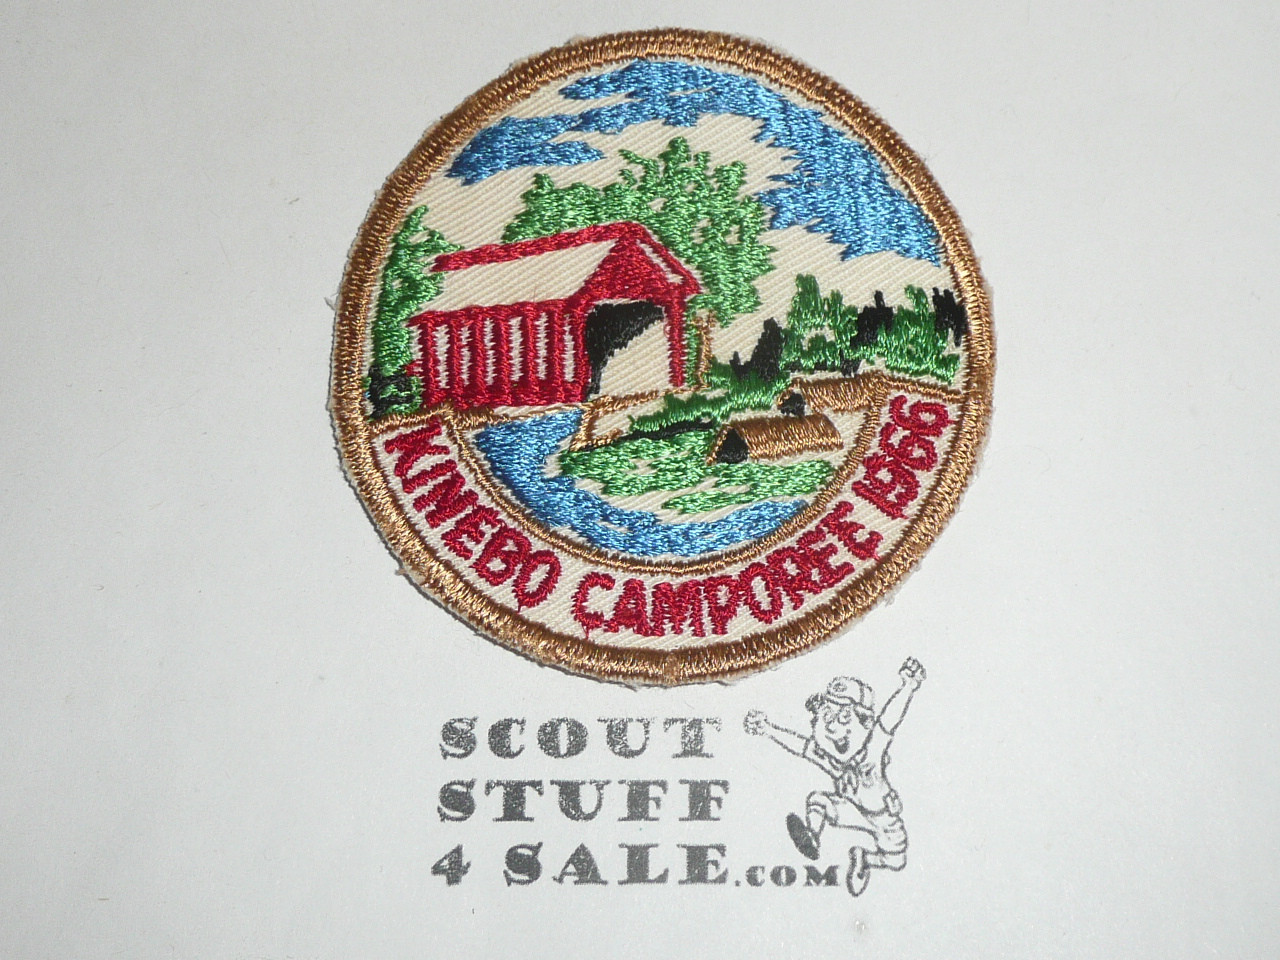 KINEBO CAMPOREE 1966
SCOUT
STUFF
4 SALE.COM